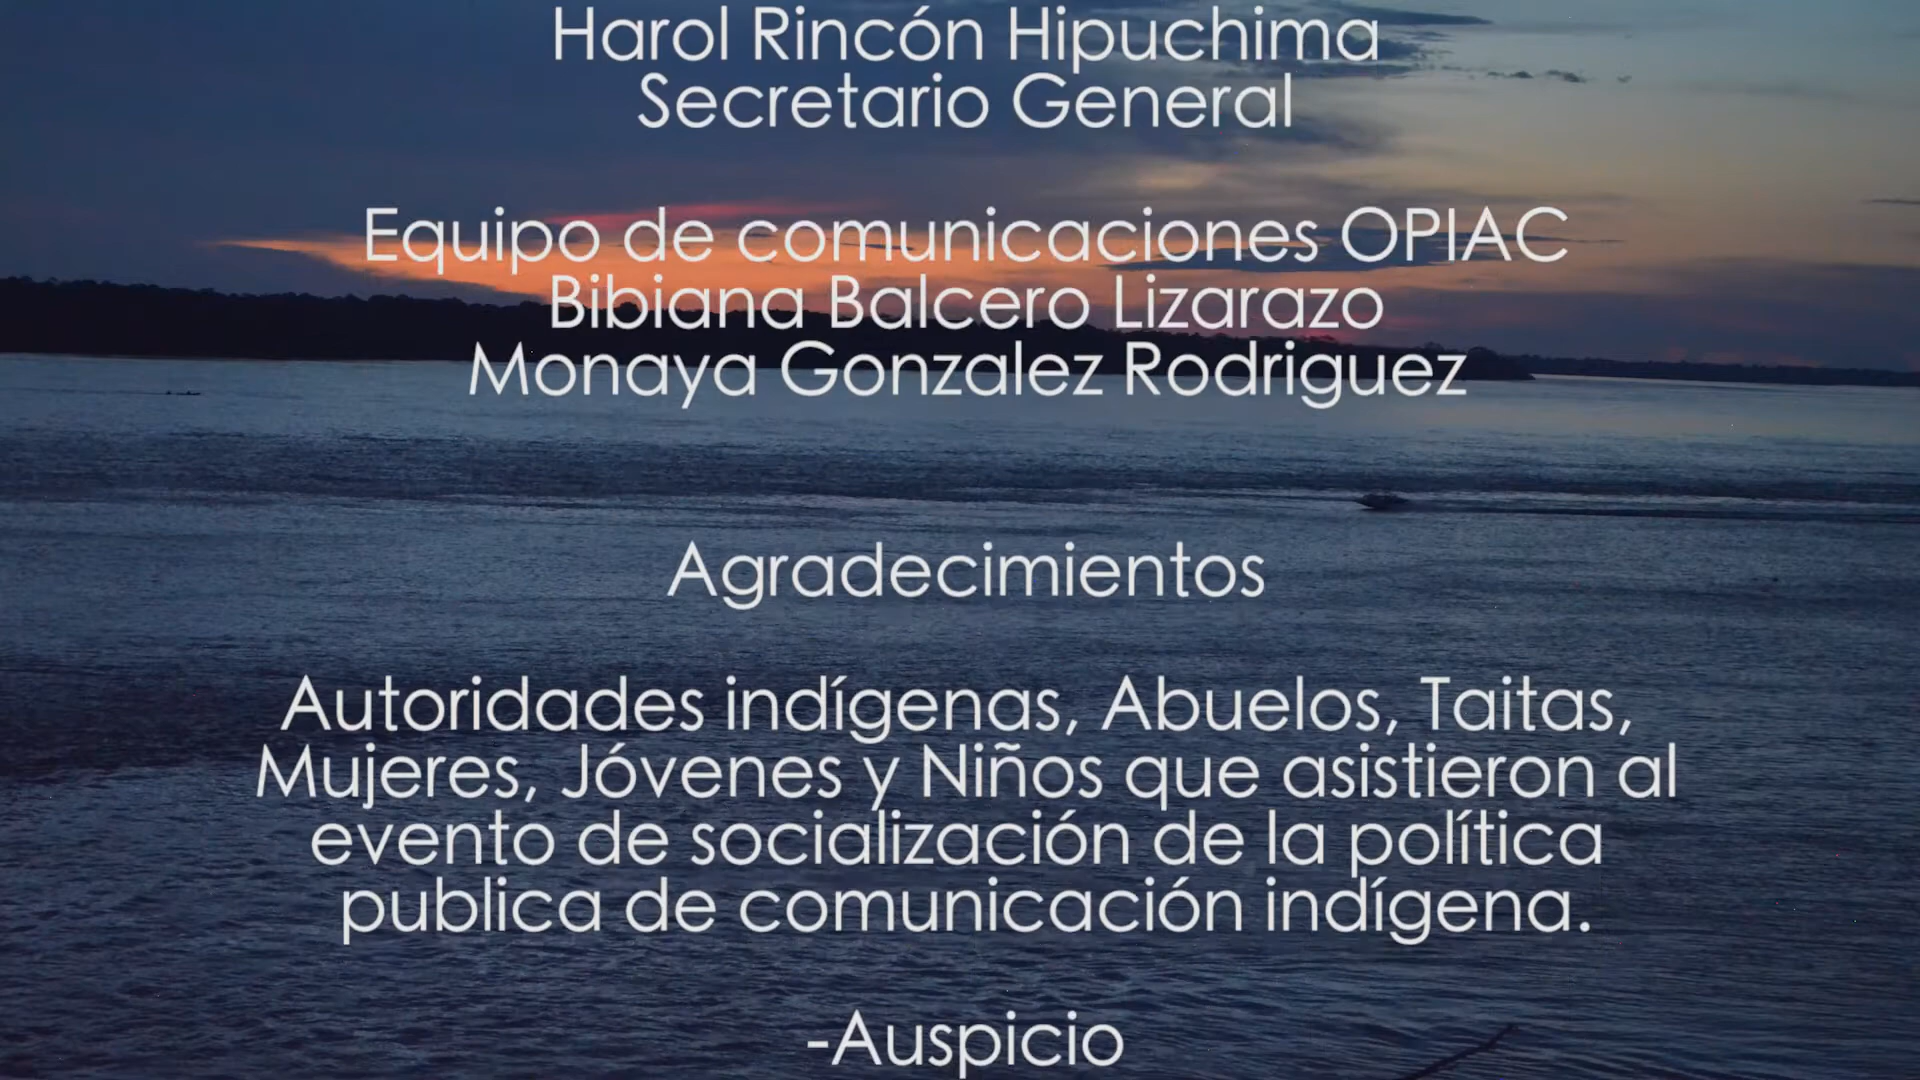 Harol Rincón Hipuchima
Secretario General
Equipo de comunicaciones OPIAC
Bibiana Balcero Lizarazo
Monaya Gonzalez Rodriguez
Agradecimientos
Autoridades indígenas, Abuelos, Taitas,
Mujeres, Jóvenes y Niños que asistieron al
evento de socialización de la política
publica de comunicación indígena.
-Auspicio